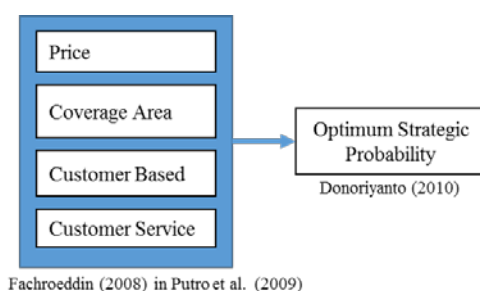 Price
Coverage Area
Customer Based
Customer Service
Optimum Strategic
Probability
Donoriyanto (2010)
Fachroeddin (2008) in Putro et al. (2009)